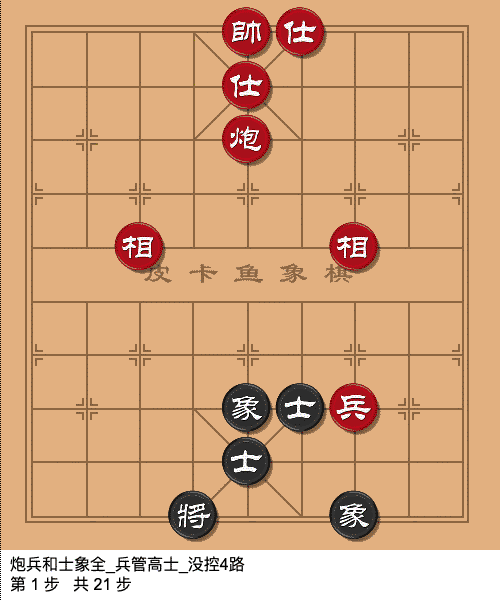 帥 仕
仕
炮
相 相
皮卡鱼象棋
象 士 兵
士
將 象
炮兵和士象全_兵管高士_没控4路
第 1 步 共 21 步